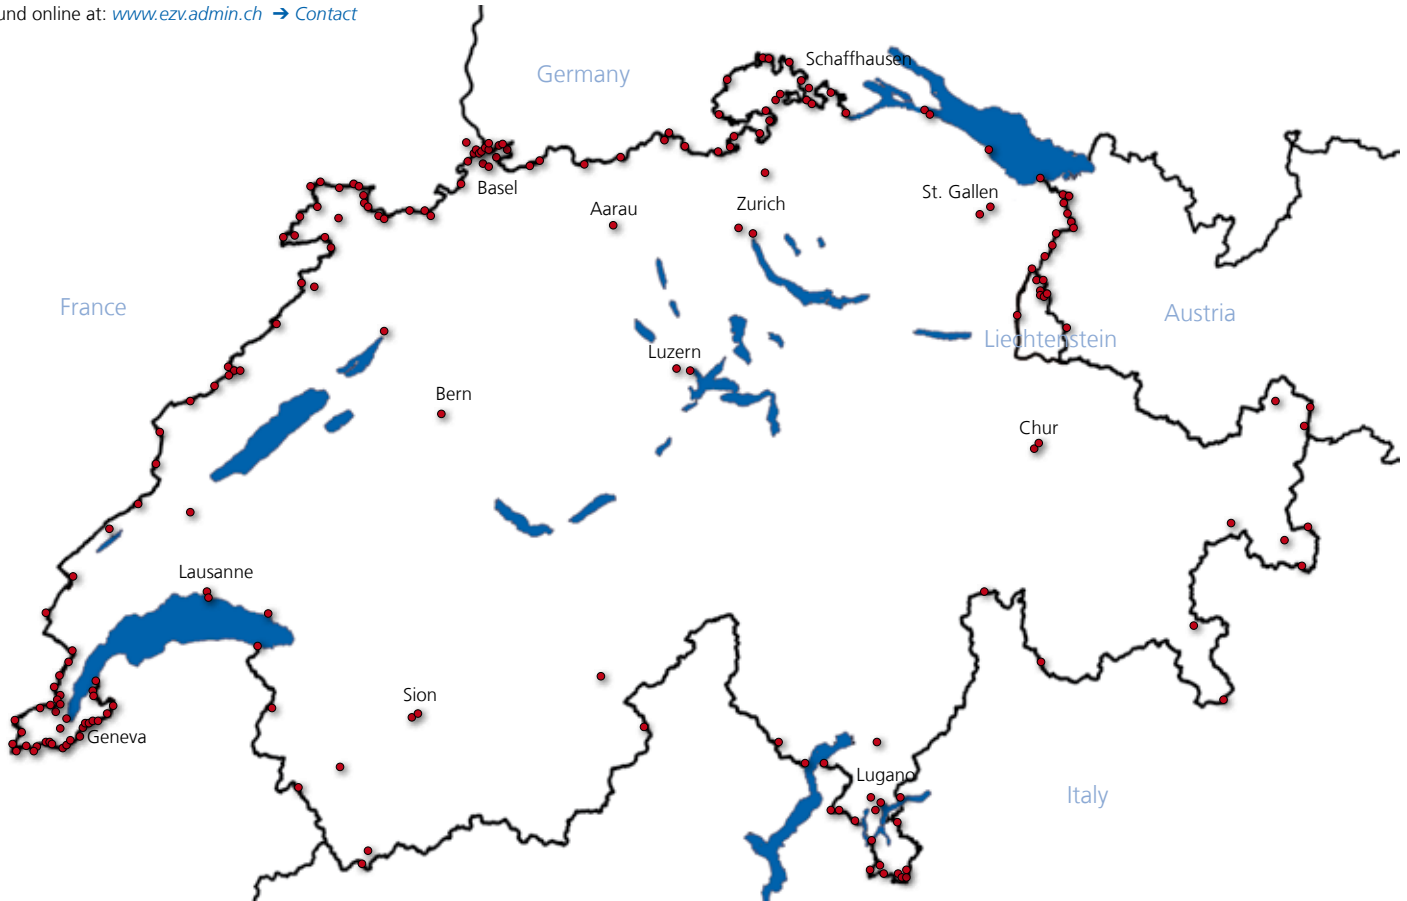 und online at: www.ezv.admin.ch ➔ Contact
Schaffhausen
Germany
Basel
St. Gallen
Zurich
Aarau
France
Austria
Liechtenstein
Luzern
Bern
Chur
Lausanne
Sion
Geneva
Lugano
Italy